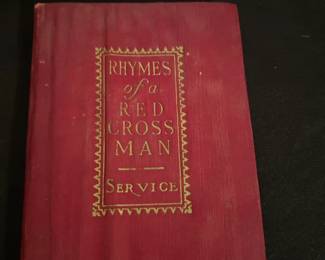 RHYMES
of a
RED
CROSS
MAN
SERVICE